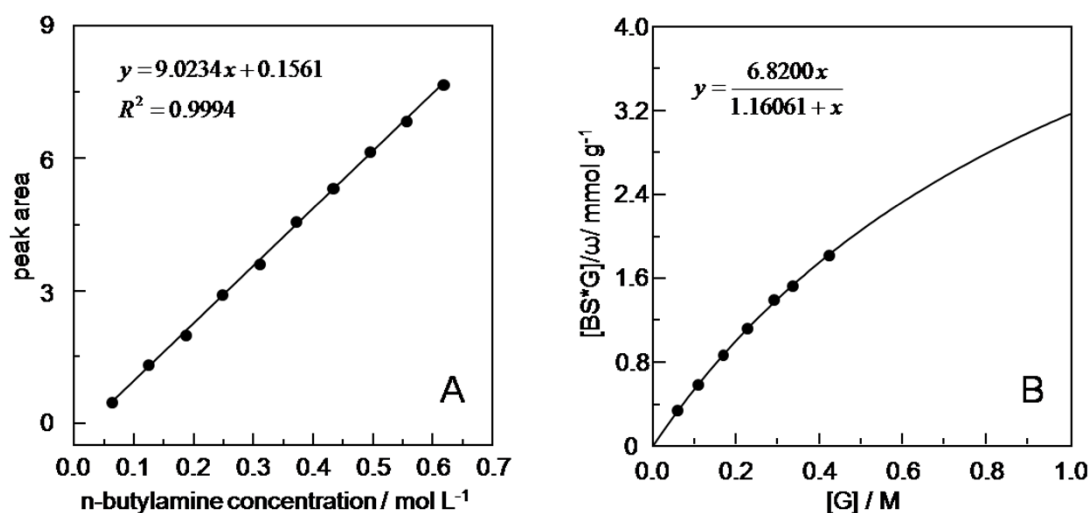 9
6
3
0
peak area
y = 9.0234x + 0.1561
R² = 0.9994
A
0.0 0.1 0.2 0.3 0.4 0.5 0.6 0.7
n-butylamine concentration / mol L⁻¹
4.0
3.2
2.4
1.6
0.8
0
[BS*G]/ω/ mmol g⁻¹
y = 6.8200x / 1.16061 + x
B
0.0 0.2 0.4 0.6 0.8 1.0
[G] / M